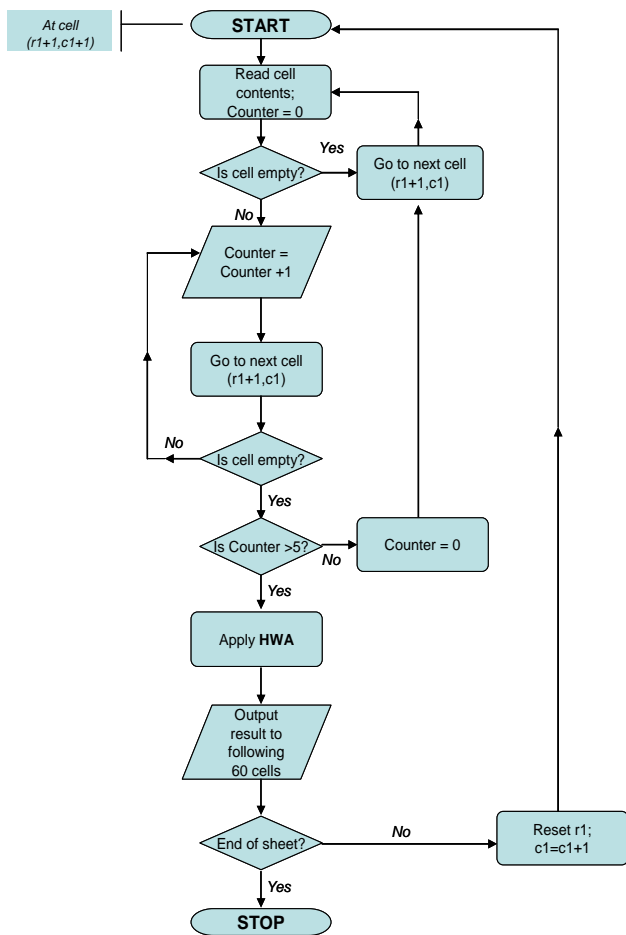 At cell
(r1+1,c1+1)
START
Read cell
contents;
Counter = 0
Yes
Is cell empty?
Go to next cell
(r1+1,c1)
No
Counter =
Counter +1
Go to next cell
(r1+1,c1)
No
Is cell empty?
Yes
Is Counter >5?
No
Counter = 0
Yes
Apply HWA
Output
result to
following
60 cells
End of sheet?
No
Reset r1;
c1=c1+1
Yes
STOP